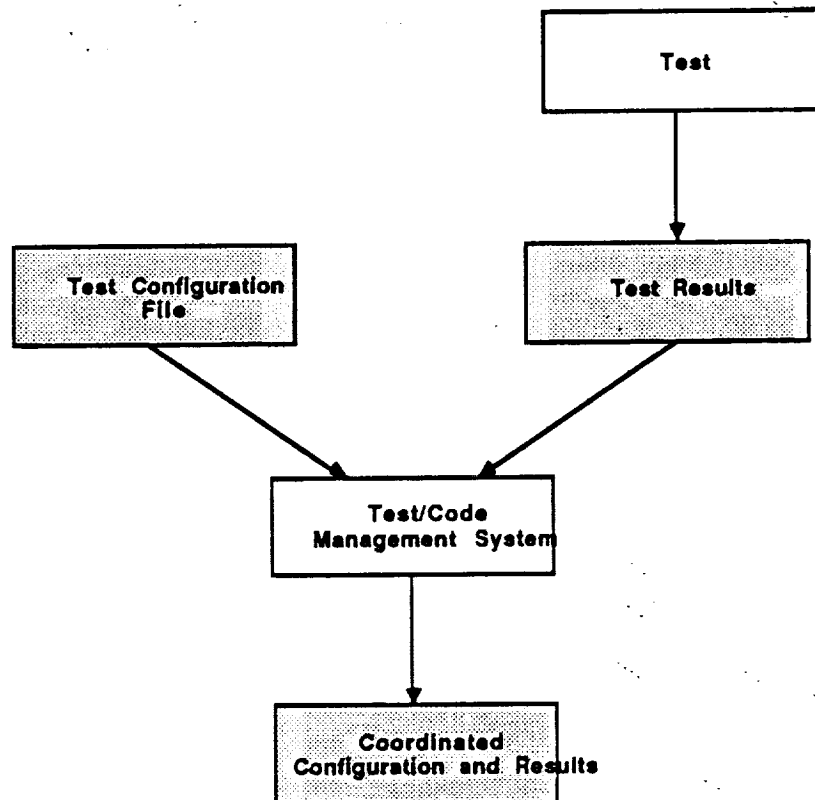 Test
Test Configuration
File
Test Results
Test/Code
Management System
Coordinated
Configuration and Results